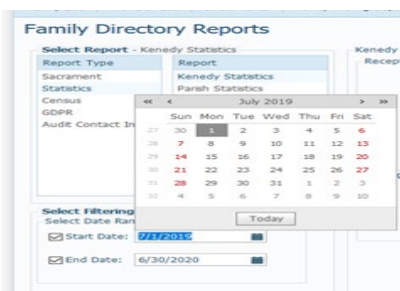 Family Directory Reports
Select Report - Kenedy Statistics
Kenedy
Report Type
Report
Recep
Sacrament
Kenedy Statistics
Statistics
Parish Statistics
Census
GDPR
Audit Contact In
« < July 2019 > »
Sun Mon Tue Wed Thu Fri Sat
27 30 1 2 3 4 5 6
28 7 8 9 10 11 12 13
29 14 15 16 17 18 19 20
30 21 22 23 24 25 26 27
31 28 29 30 31 1 2 3
32 4 5 6 7 8 9 10
Today
Select Filtering
Select Date Ran
Start Date: 7/1/2019
End Date: 6/30/2020